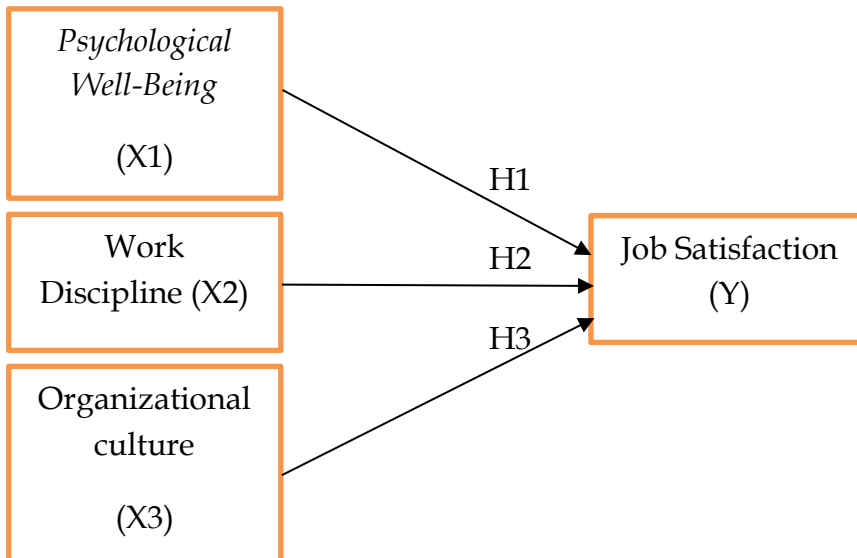 Psychological
Well-Being
(X1)
H1
Work
Discipline (X2)
H2
Job Satisfaction
(Y)
H3
Organizational
culture
(X3)